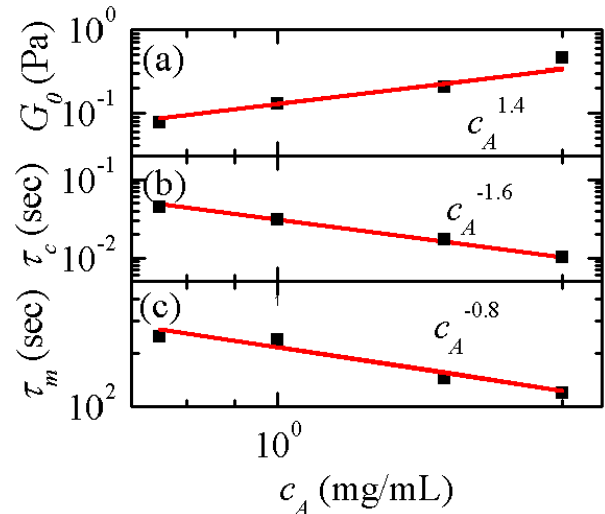 10^0
G_0 (Pa)
(a)
10^-1
c_A^1.4
10^-1
τ_c (sec)
(b)
c_A^-1.6
10^-2
τ_m (sec)
(c)
c_A^-0.8
10^2
10^0
c_A (mg/mL)